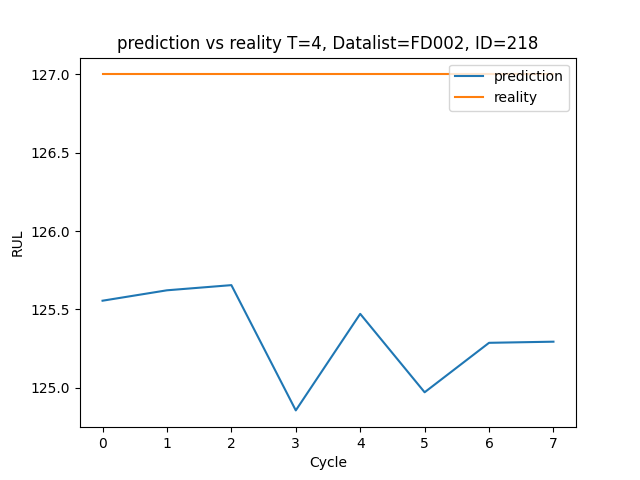 prediction vs reality T=4, Datalist=FD002, ID=218
127.0
126.5
126.0
125.5
125.0
RUL
prediction
reality
0 1 2 3 4 5 6 7
Cycle